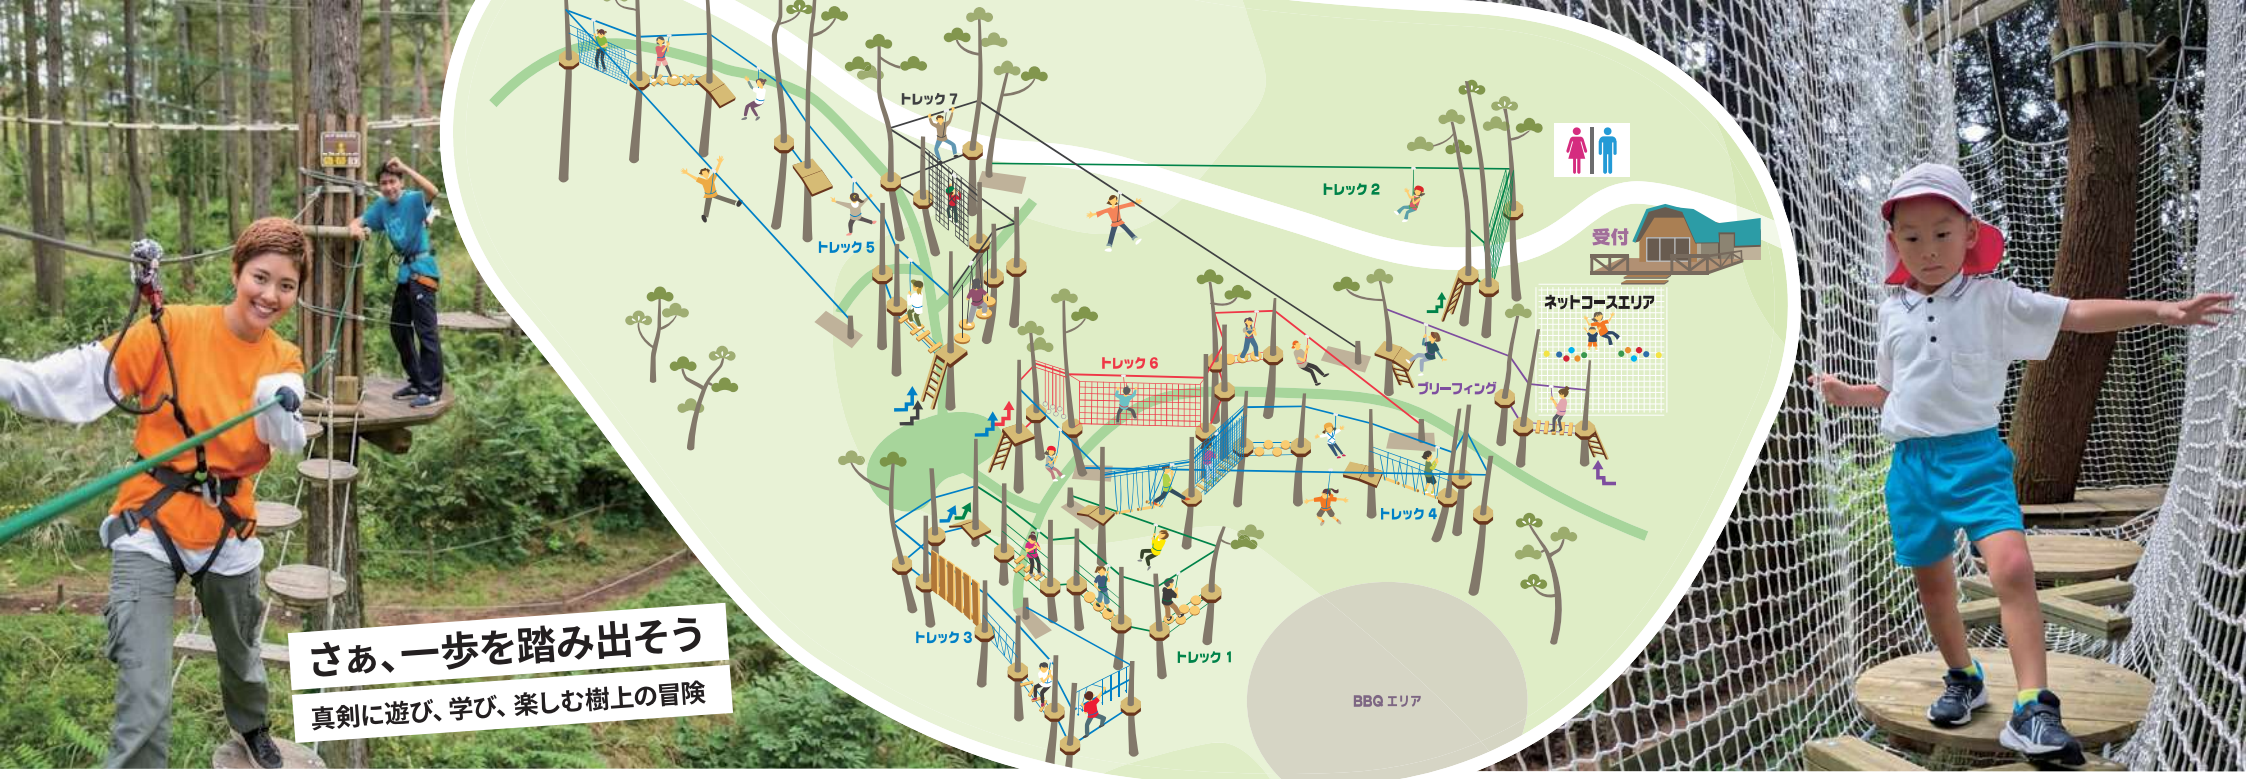 トレック 7
トレック 2
受付
トレック 5
ネットコースエリア
トレック 6
ブリーフィング
トレック 4
トレック 3
トレック 1
BBQ エリア
さぁ、一歩を踏み出そう
真剣に遊び、学び、楽しむ樹上の冒険